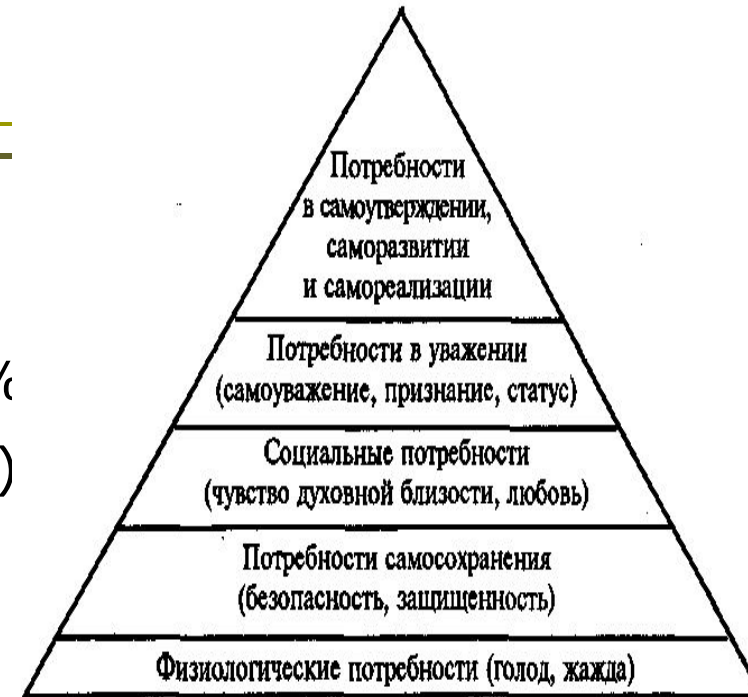 Потребности
в самоутверждении,
саморазвитии
и самореализации
Потребности в уважении
(самоуважение, признание, статус)
Социальные потребности
(чувство духовной близости, любовь)
Потребности самосохранения
(безопасность, защищенность)
Физиологические потребности (голод, жажда)
%
)